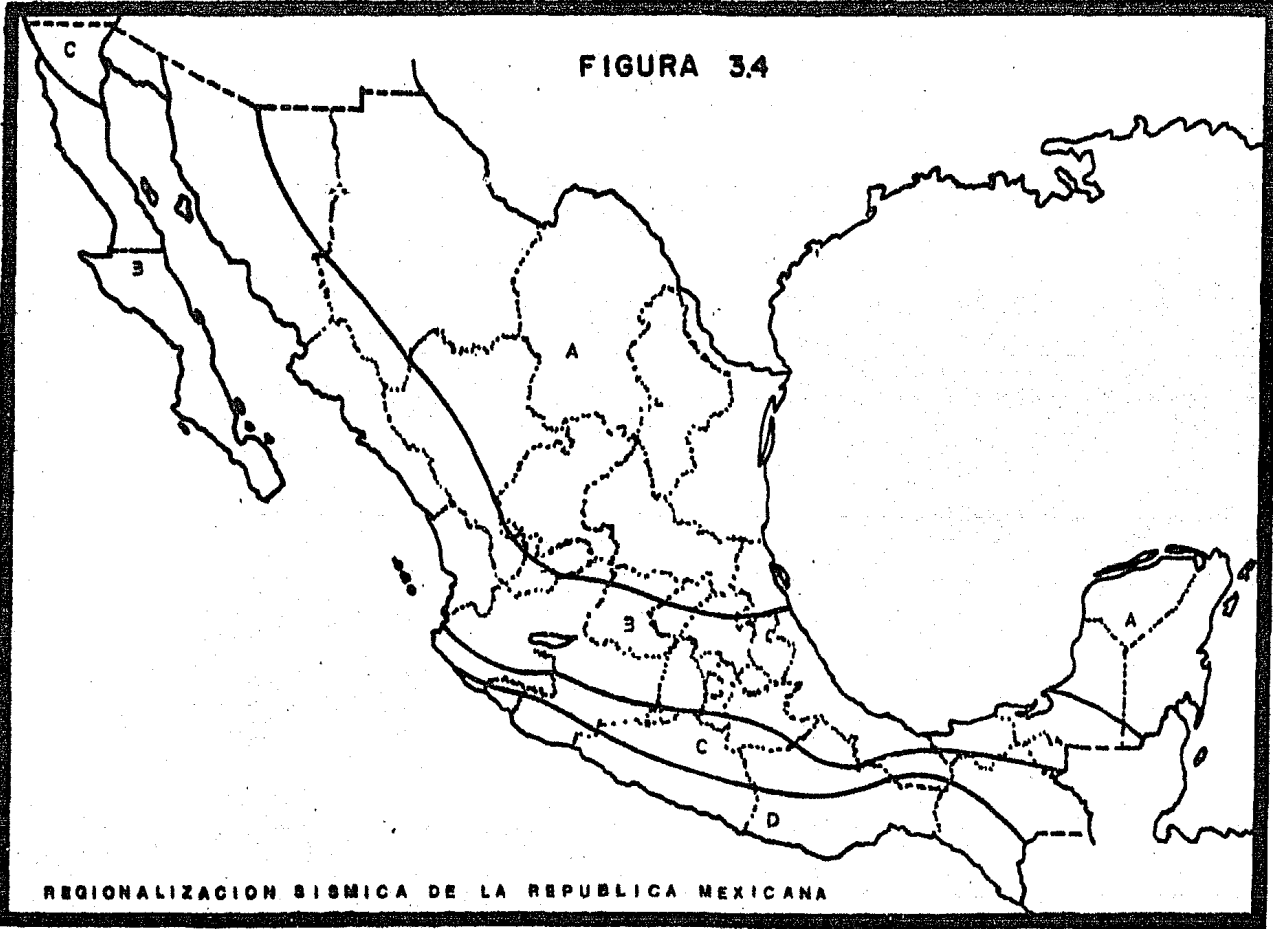 C
FIGURA 3.4
B
A
B
A
C
D
REGIONALIZACION SISMICA DE LA REPUBLICA MEXICANA